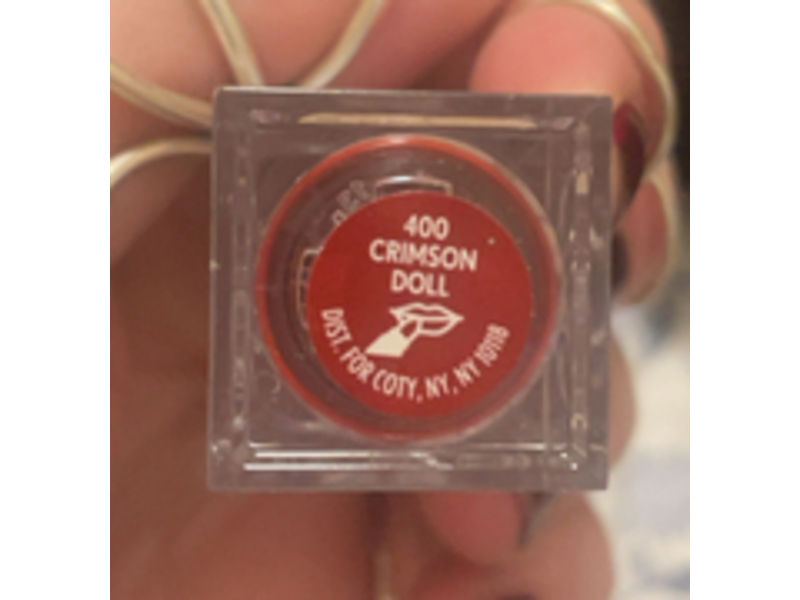 400
CRIMSON
DOLL
DIST. FOR COTY, NY, NY 10118